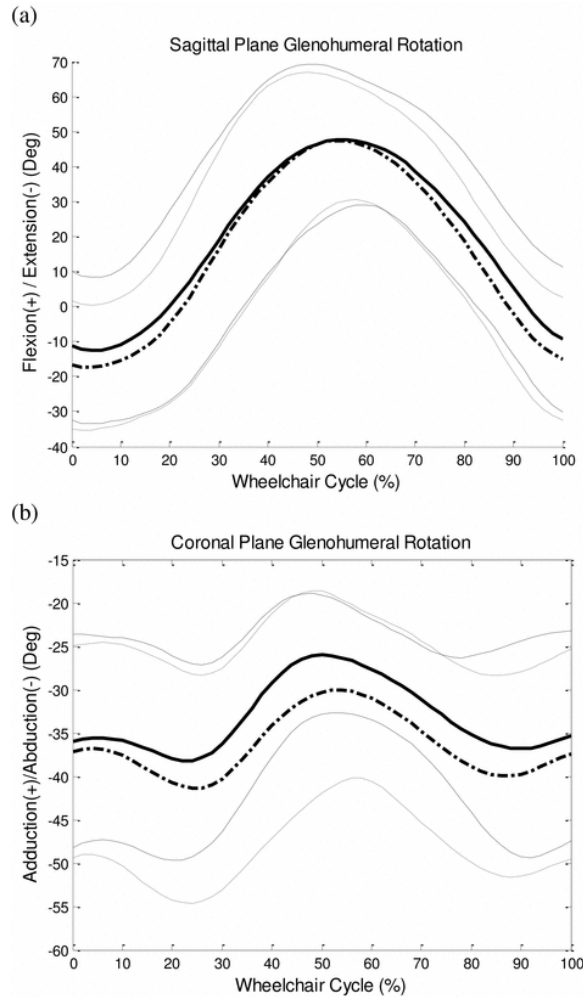 (a)
Sagittal Plane Glenohumeral Rotation
Flexion(+) / Extension(-) (Deg)
70
60
50
40
30
20
10
0
-10
-20
-30
-40
0 10 20 30 40 50 60 70 80 90 100
Wheelchair Cycle (%)
(b)
Coronal Plane Glenohumeral Rotation
Adduction(+)/Abduction(-) (Deg)
-15
-20
-25
-30
-35
-40
-45
-50
-55
-60
0 10 20 30 40 50 60 70 80 90 100
Wheelchair Cycle (%)